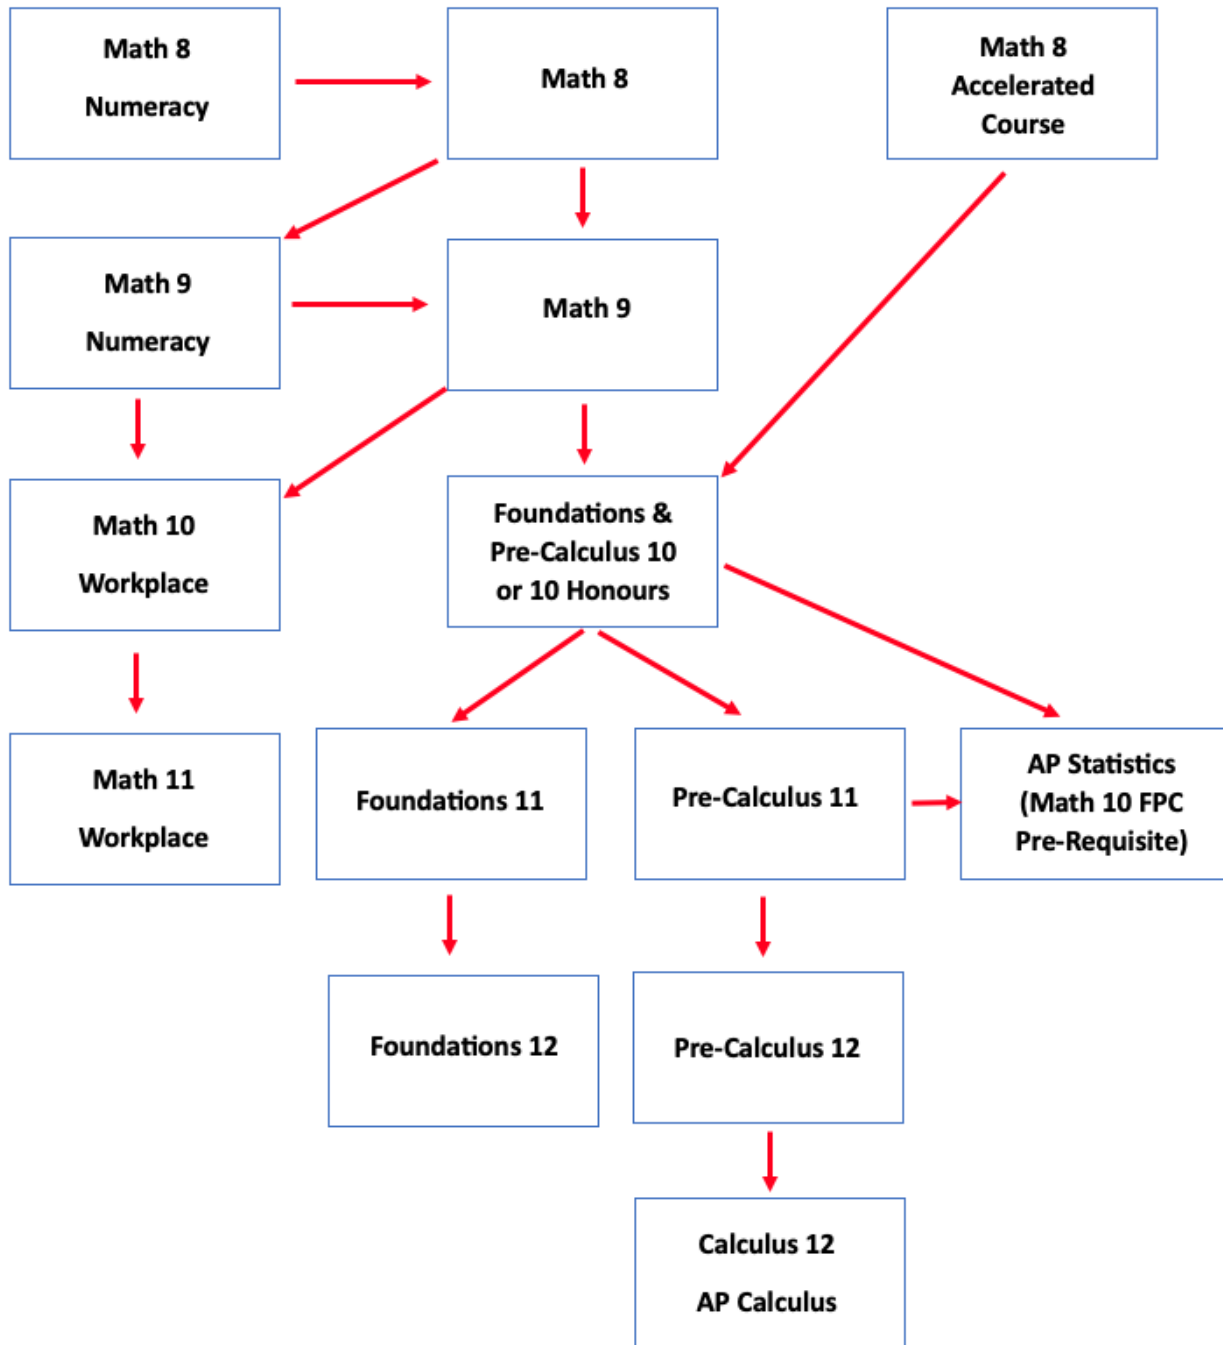 Math 8
Numeracy
Math 8
Math 8
Accelerated
Course
Math 9
Numeracy
Math 9
Math 10
Workplace
Foundations &
Pre-Calculus 10
or 10 Honours
Math 11
Workplace
Foundations 11
Pre-Calculus 11
AP Statistics
(Math 10 FPC
Pre-Requisite)
Foundations 12
Pre-Calculus 12
Calculus 12
AP Calculus